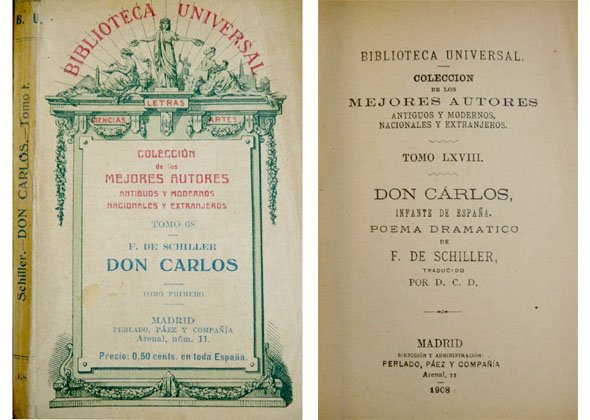 B. U.
Schiller.—DON CARLOS.—Tomo I.
68
BIBLIOTECA UNIVERSAL
LETRAS
CIENCIAS
ARTES
COLECCIÓN
de los
MEJORES AUTORES
ANTIGUOS Y MODERNOS
NACIONALES Y EXTRANJEROS
TOMO 68
F. DE SCHILLER
DON CARLOS
TOMO PRIMERO
MADRID
PERLADO, PÁEZ Y COMPAÑÍA
Arenal, núm. 11.
Precio: 0,50 cents. en toda España.
BIBLIOTECA UNIVERSAL.
COLECCION
DE LOS
MEJORES AUTORES
ANTIGUOS Y MODERNOS,
NACIONALES Y EXTRANJEROS.
TOMO LXVIII.
DON CÁRLOS,
INFANTE DE ESPAÑA.
POEMA DRAMATICO
DE
F. DE SCHILLER,
TRADUCIDO
POR D. C. D.
MADRID
DIRECCIÓN Y ADMINISTRACIÓN:
PERLADO, PÁEZ Y COMPAÑÍA
Arenal, 11
1908